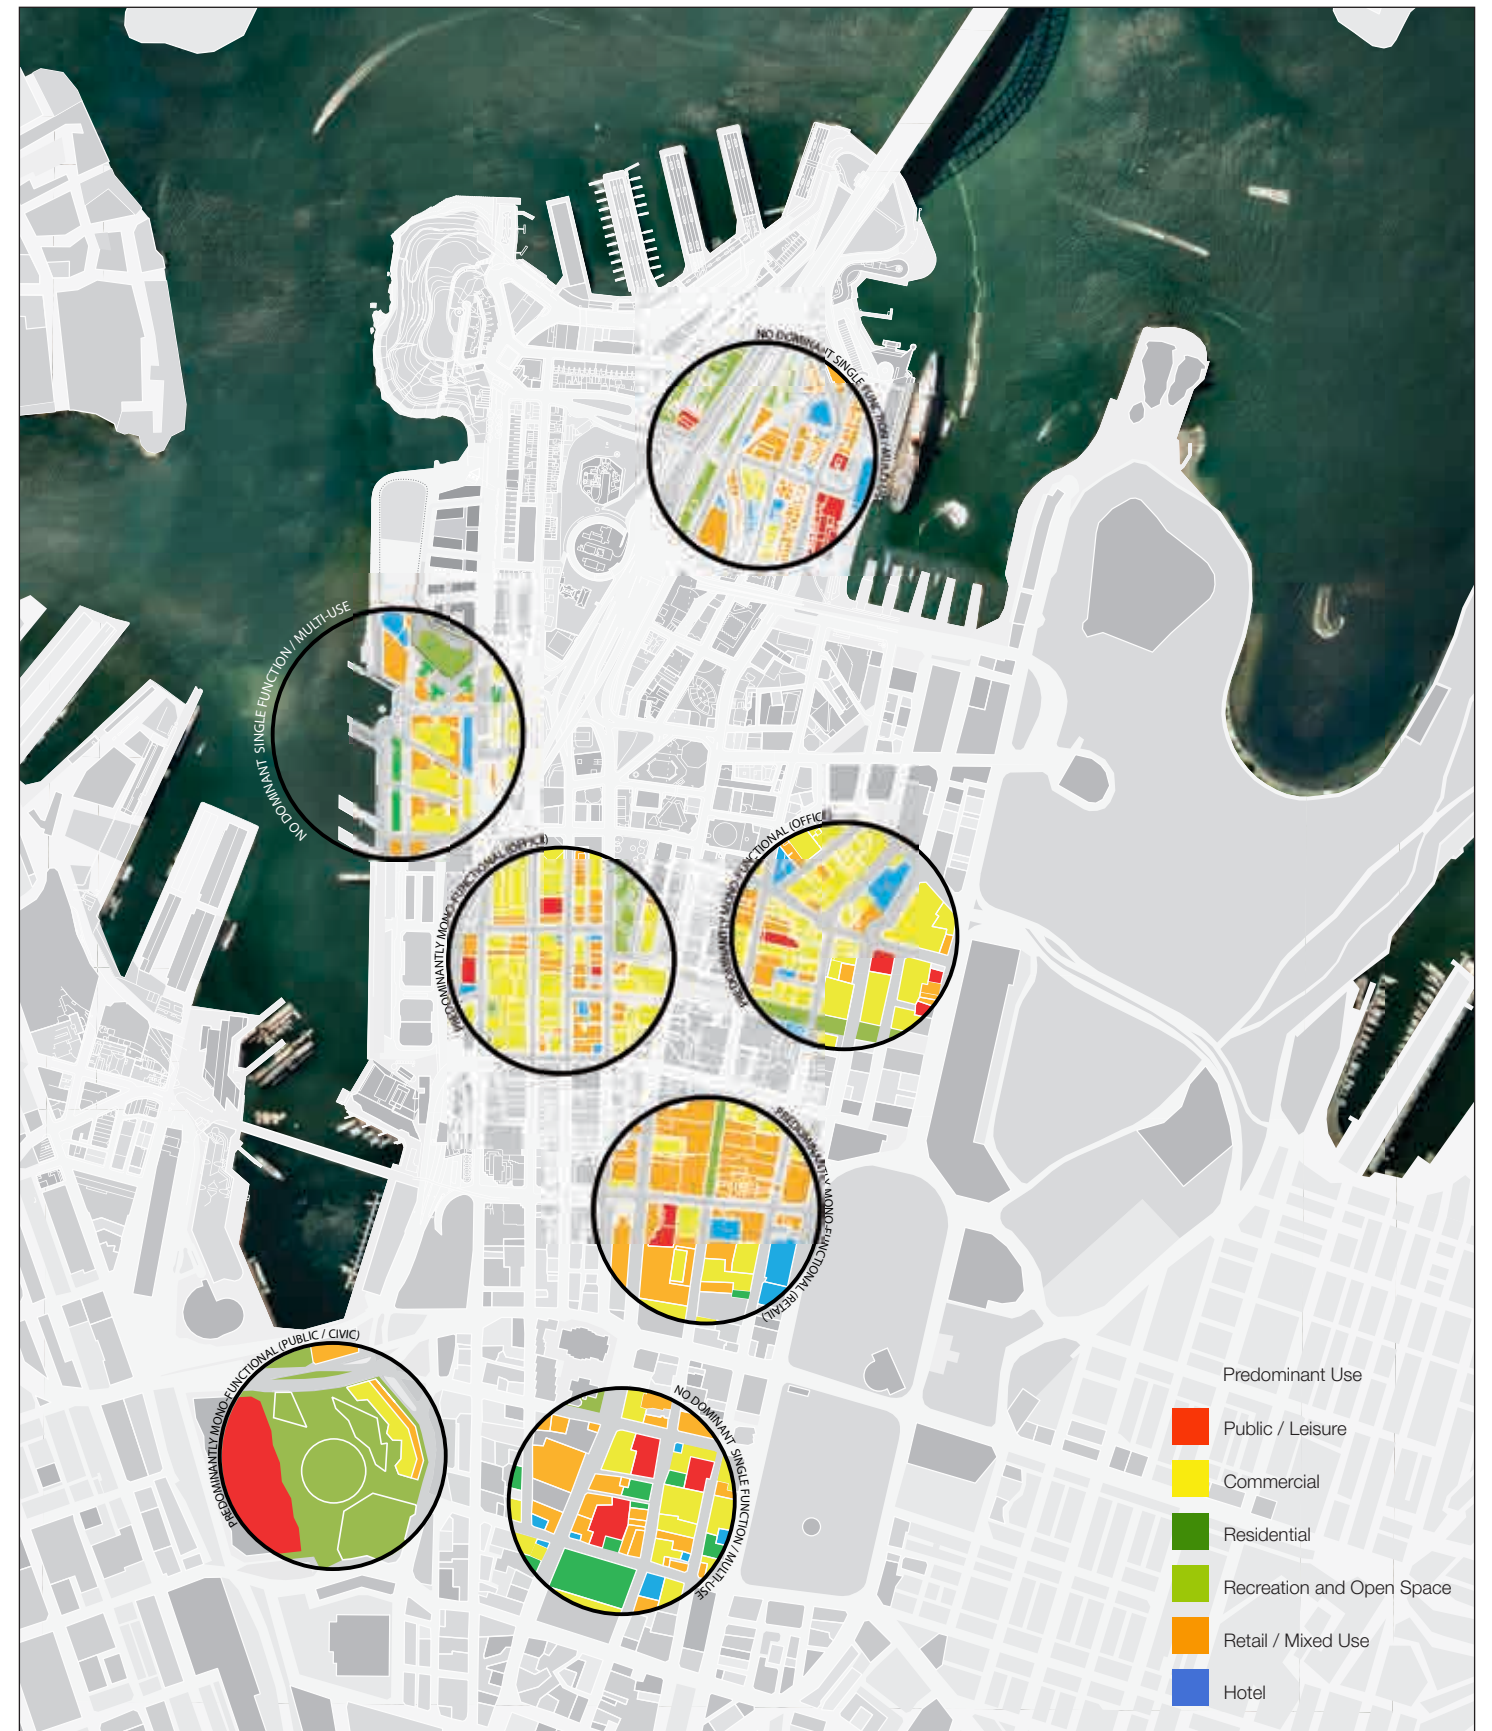 NO DOMINANT SINGLE FUNCTION / MULTI-USE
NO DOMINANT SINGLE FUNCTION / MULTI-USE
PREDOMINANTLY MONO-FUNCTIONAL (OFFICE)
PREDOMINANTLY MONO-FUNCTIONAL (OFFIC
PREDOMINANTLY MONO-FUNCTIONAL (RETAIL)
PREDOMINANTLY MONO-FUNCTIONAL (PUBLIC / CIVIC)
NO DOMINANT SINGLE FUNCTION / MULTI-USE
Predominant Use
Public / Leisure
Commercial
Residential
Recreation and Open Space
Retail / Mixed Use
Hotel